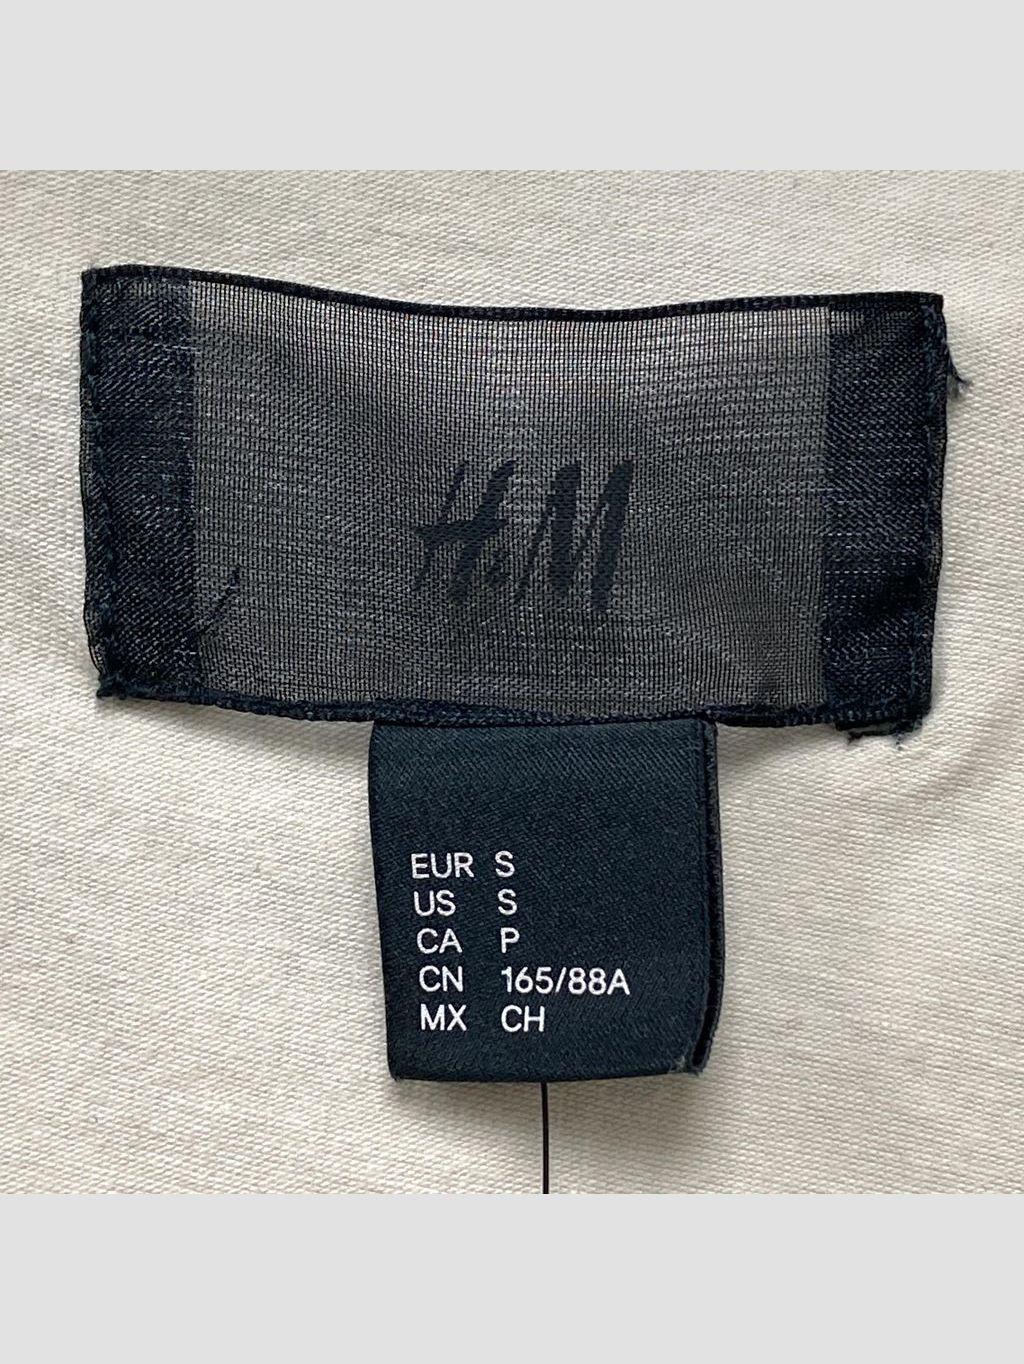 H&M
EUR S
US S
CA P
CN 165/88A
MX CH